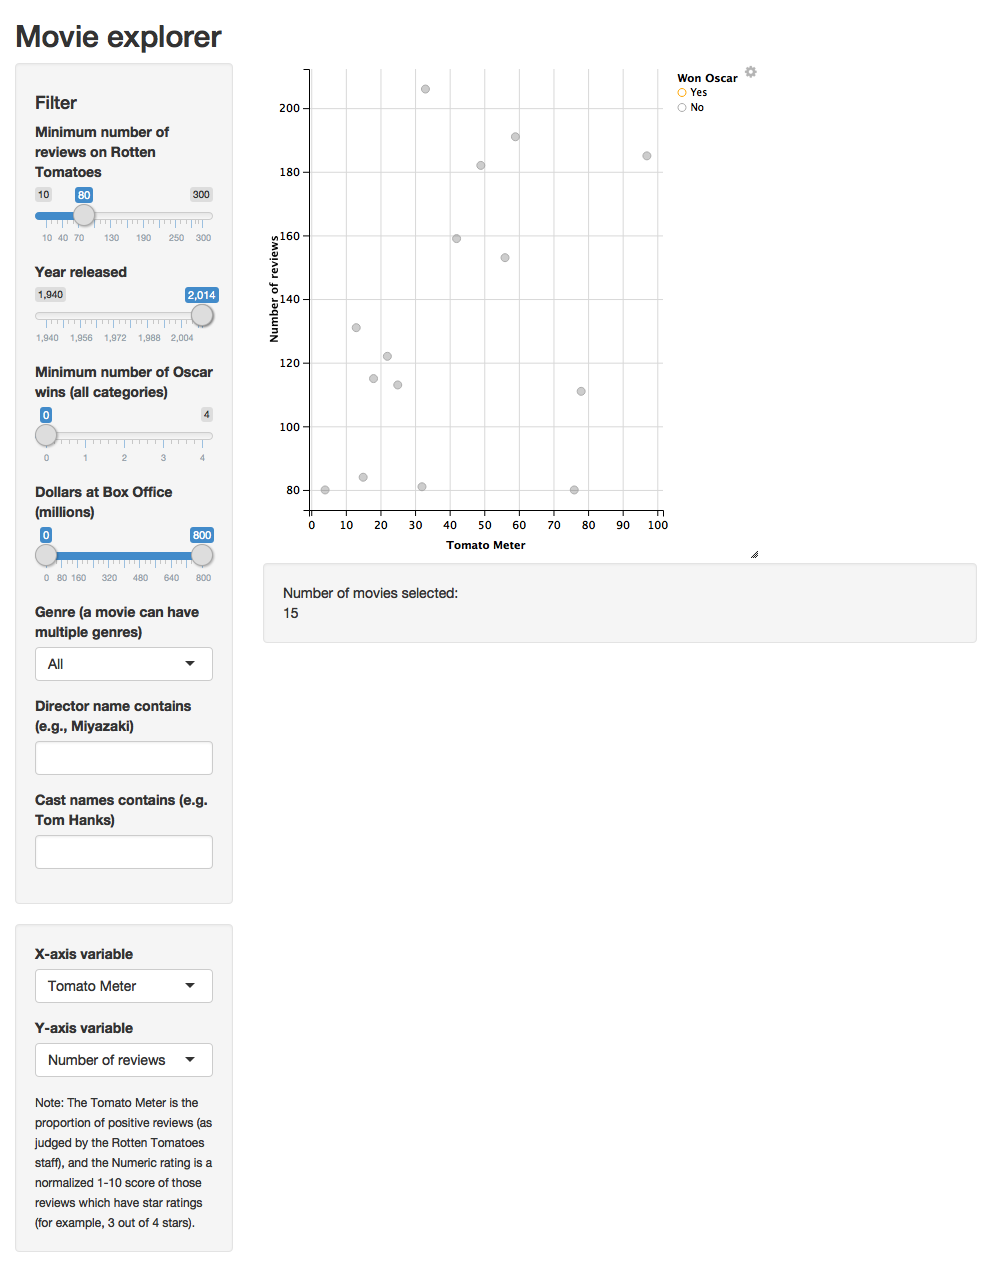 Movie explorer
Filter
Minimum number of
reviews on Rotten
Tomatoes
10 80 300
10 40 70 130 190 250 300
Year released
1,940 2,014
1,940 1,956 1,972 1,988 2,004
Minimum number of Oscar
wins (all categories)
0 4
0 1 2 3 4
Dollars at Box Office
(millions)
0 800
0 80 160 320 480 640 800
Genre (a movie can have
multiple genres)
All
Director name contains
(e.g., Miyazaki)
Cast names contains (e.g.
Tom Hanks)
X-axis variable
Tomato Meter
Y-axis variable
Number of reviews
Note: The Tomato Meter is the
proportion of positive reviews (as
judged by the Rotten Tomatoes
staff), and the Numeric rating is a
normalized 1-10 score of those
reviews which have star ratings
(for example, 3 out of 4 stars).
Number of reviews
200
180
160
140
120
100
80
0 10 20 30 40 50 60 70 80 90 100
Tomato Meter
Won Oscar
Yes
No
Number of movies selected:
15